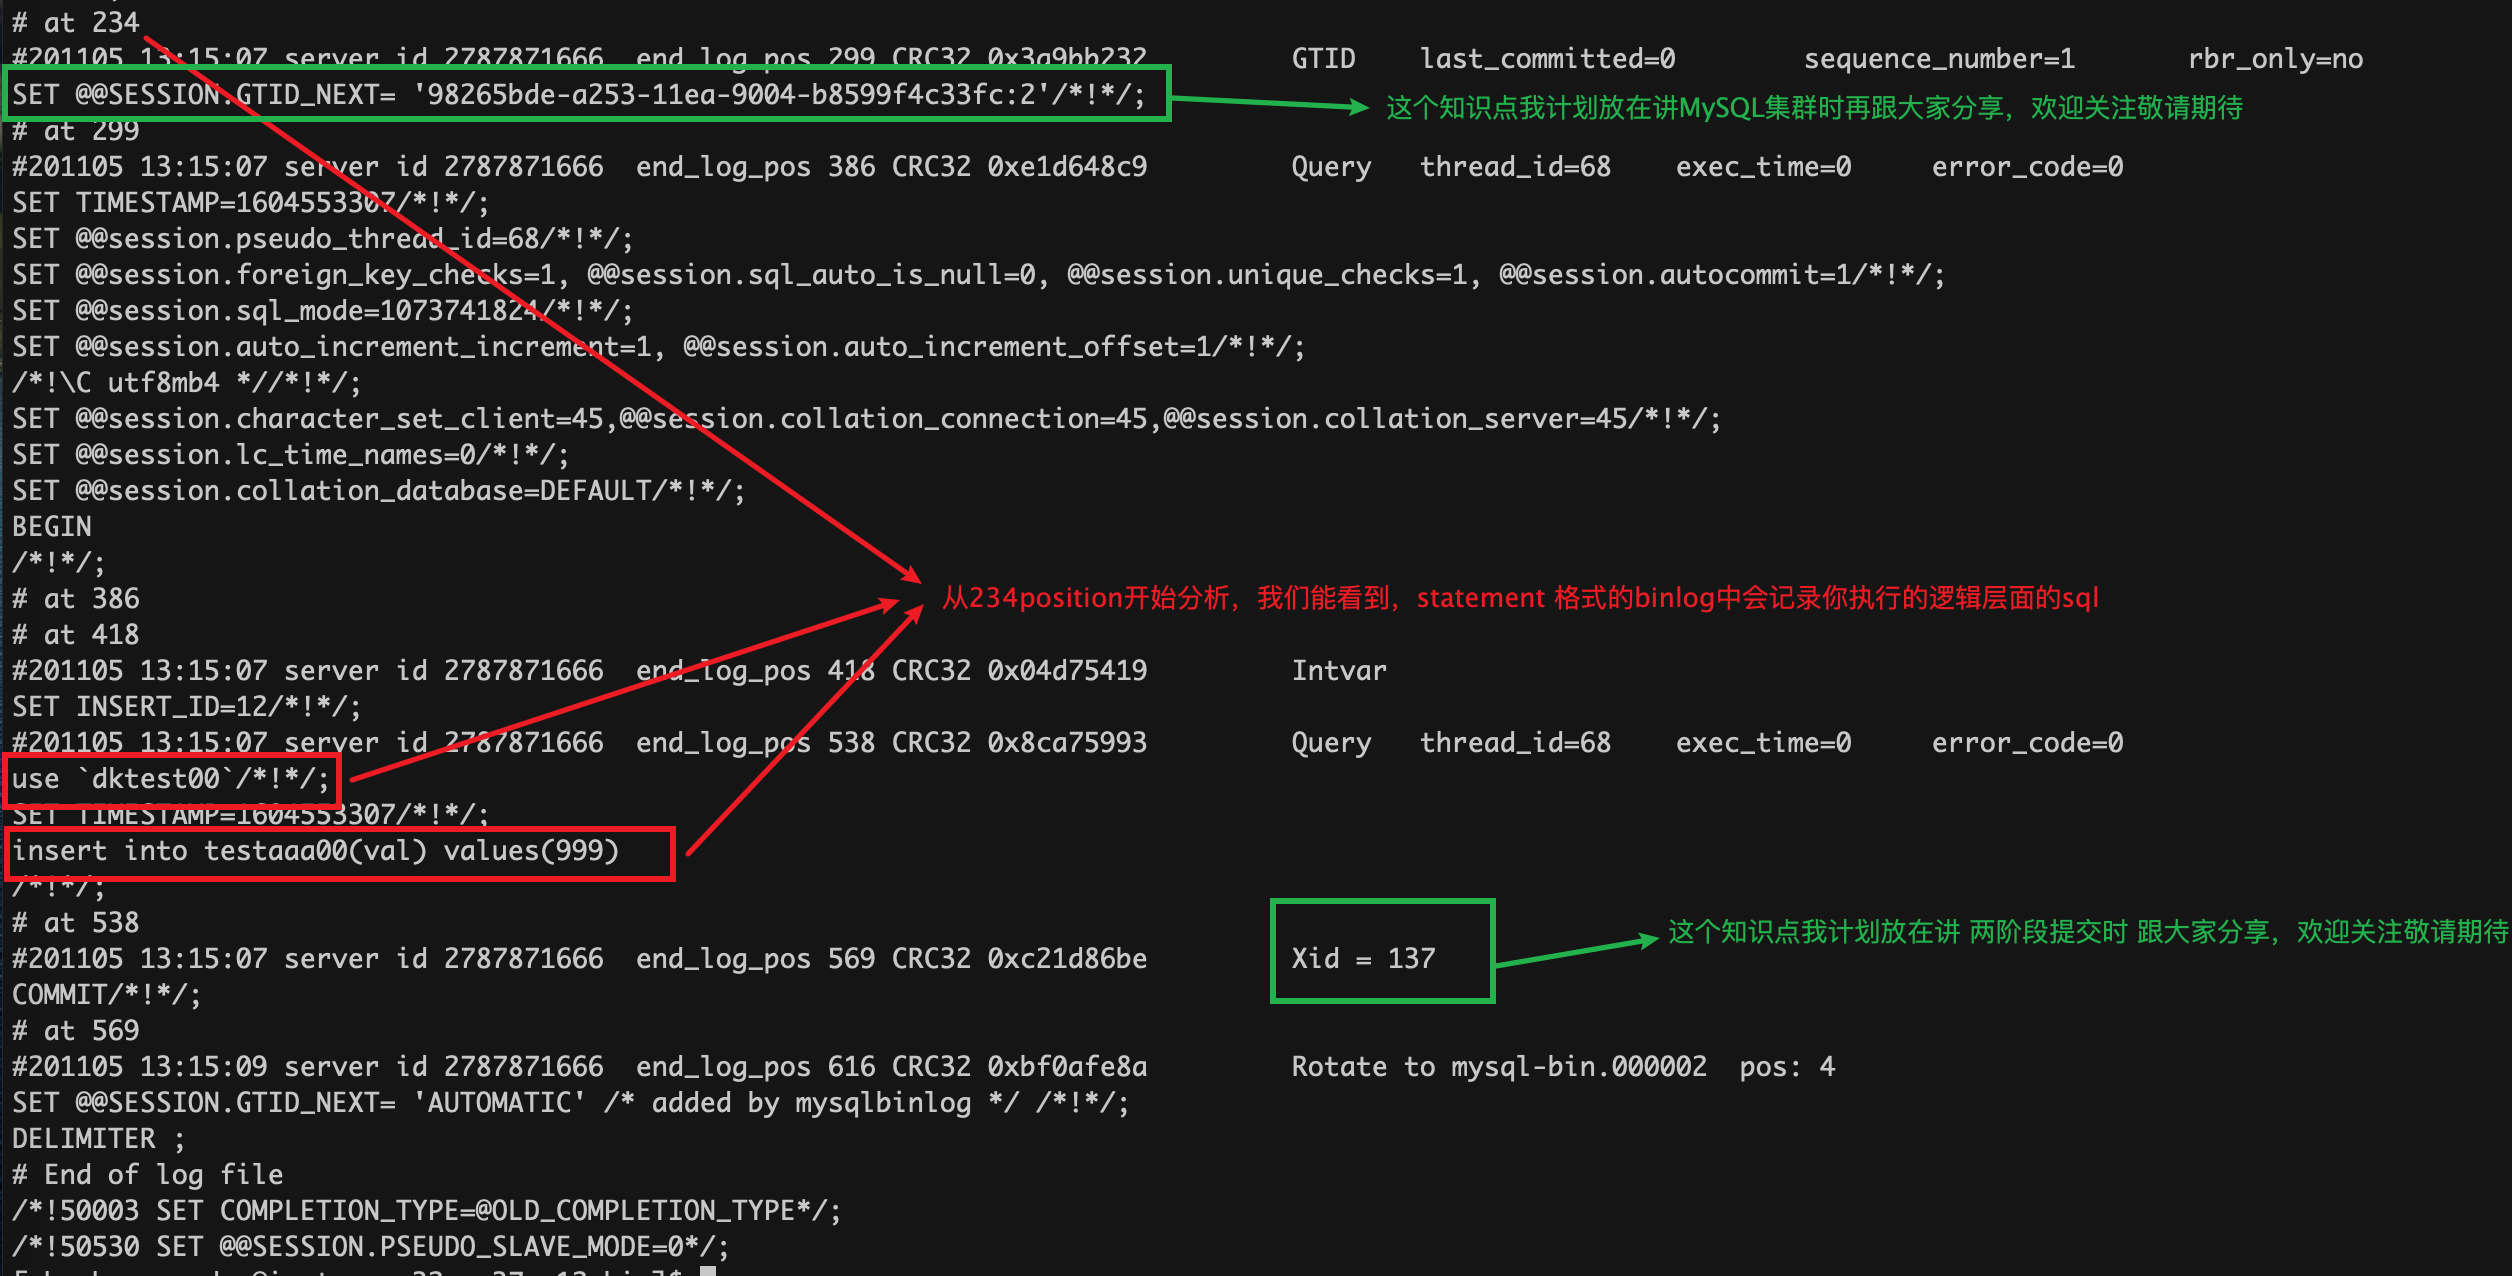 # at 234
#201105 13:15:07 server id 2787871666  end_log_pos 299 CRC32 0x3a9bb232  GTID  last_committed=0  sequence_number=1  rbr_only=no
SET @@SESSION.GTID_NEXT= '98265bde-a253-11ea-9004-b8599f4c33fc:2'/*!*/;
这个知识点我计划放在讲MySQL集群时再跟大家分享，欢迎关注敬请期待
# at 299
#201105 13:15:07 server id 2787871666  end_log_pos 386 CRC32 0xe1d648c9  Query  thread_id=68  exec_time=0  error_code=0
SET TIMESTAMP=1604553307/*!*/;
SET @@session.pseudo_thread_id=68/*!*/;
SET @@session.foreign_key_checks=1, @@session.sql_auto_is_null=0, @@session.unique_checks=1, @@session.autocommit=1/*!*/;
SET @@session.sql_mode=1073741824/*!*/;
SET @@session.auto_increment_increment=1, @@session.auto_increment_offset=1/*!*/;
/*!\C utf8mb4 *//*!*/;
SET @@session.character_set_client=45,@@session.collation_connection=45,@@session.collation_server=45/*!*/;
SET @@session.lc_time_names=0/*!*/;
SET @@session.collation_database=DEFAULT/*!*/;
BEGIN
/*!*/;
# at 386
从234position开始分析，我们能看到，statement 格式的binlog中会记录你执行的逻辑层面的sql
# at 418
#201105 13:15:07 server id 2787871666  end_log_pos 418 CRC32 0x04d75419  Intvar
SET INSERT_ID=12/*!*/;
#201105 13:15:07 server id 2787871666  end_log_pos 538 CRC32 0x8ca75993  Query  thread_id=68  exec_time=0  error_code=0
use `dktest00`/*!*/;
SET TIMESTAMP=1604553307/*!*/;
insert into testaaa00(val) values(999)
/*!*/;
# at 538
这个知识点我计划放在讲 两阶段提交时 跟大家分享，欢迎关注敬请期待
#201105 13:15:07 server id 2787871666  end_log_pos 569 CRC32 0xc21d86be  Xid = 137
COMMIT/*!*/;
# at 569
#201105 13:15:09 server id 2787871666  end_log_pos 616 CRC32 0xbf0afe8a  Rotate to mysql-bin.000002  pos: 4
SET @@SESSION.GTID_NEXT= 'AUTOMATIC' /* added by mysqlbinlog */ /*!*/;
DELIMITER ;
# End of log file
/*!50003 SET COMPLETION_TYPE=@OLD_COMPLETION_TYPE*/;
/*!50530 SET @@SESSION.PSEUDO_SLAVE_MODE=0*/;